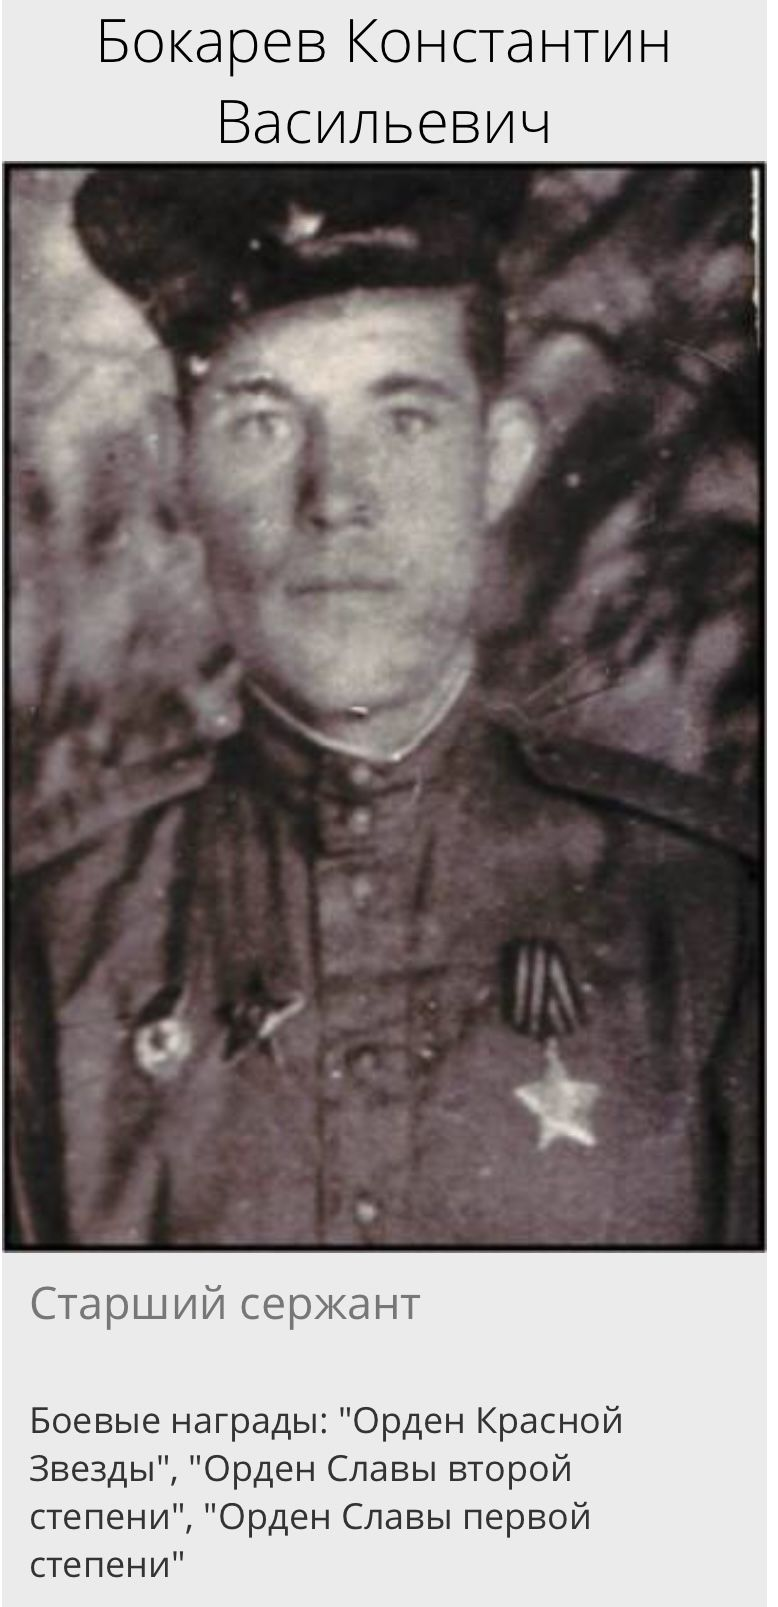 Бокарев Константин
Васильевич
Старший сержант
Боевые награды: "Орден Красной
Звезды", "Орден Славы второй
степени", "Орден Славы первой
степени"